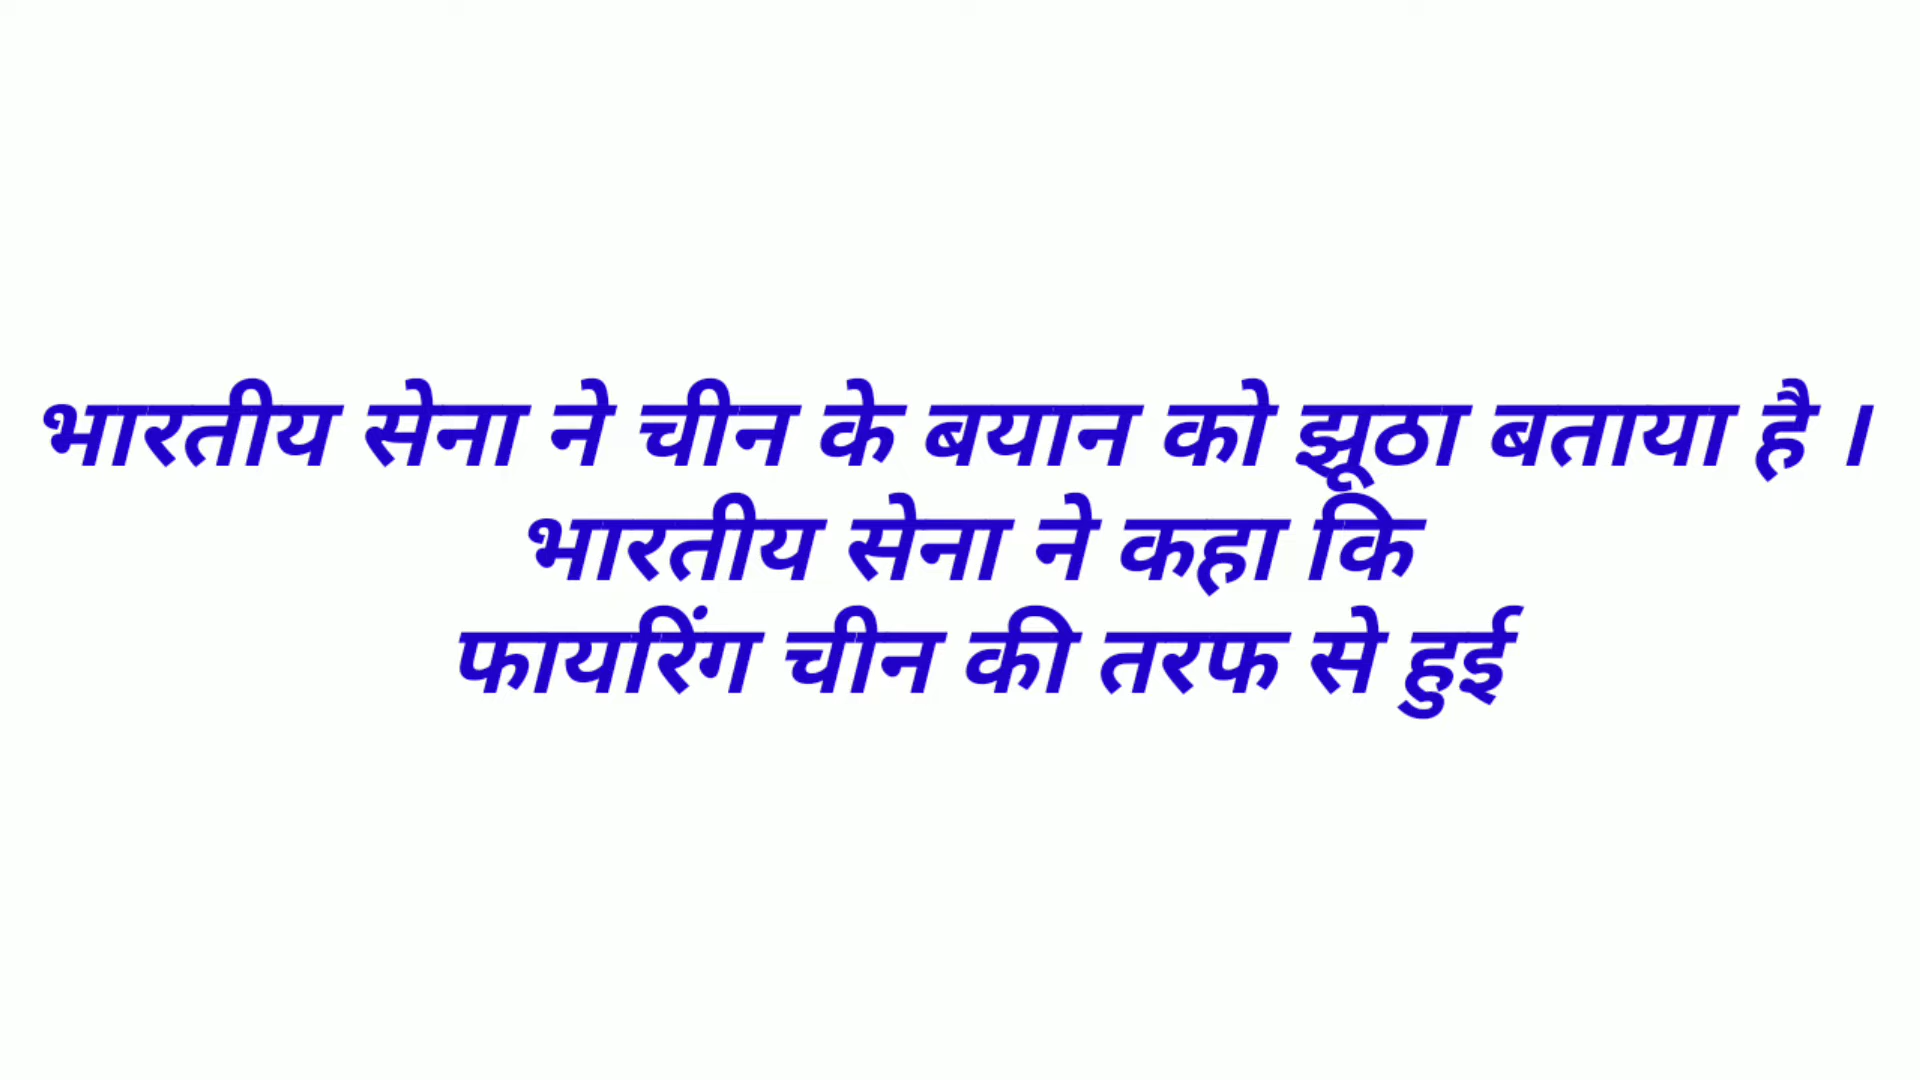 भारतीय सेना ने चीन के बयान को झूठा बताया है ।
भारतीय सेना ने कहा कि
फायरिंग चीन की तरफ से हुई